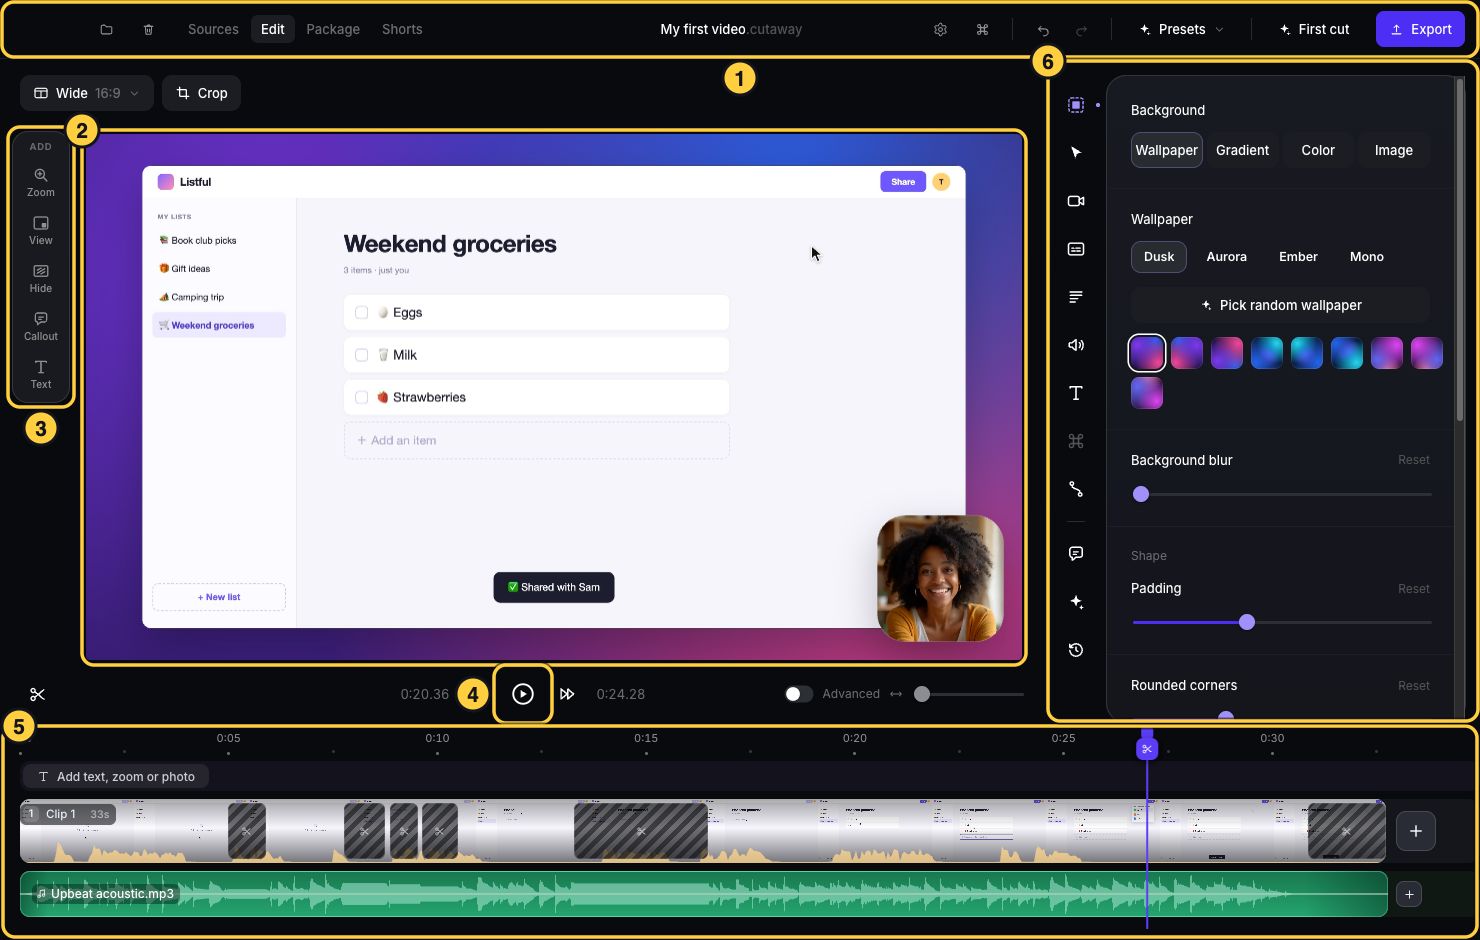 Sources Edit Package Shorts My first video.cutaway Presets First cut Export
1
6
Wide 16:9 Crop
2
ADD
Zoom
View
Hide
Callout
Text
3
Listful
Share T
MY LISTS
Book club picks
Gift ideas
Camping trip
Weekend groceries
+ New list
Weekend groceries
3 items · just you
Eggs
Milk
Strawberries
+ Add an item
Shared with Sam
Background
Wallpaper Gradient Color Image
Wallpaper
Dusk Aurora Ember Mono
Pick random wallpaper
Background blur Reset
Shape
Padding Reset
Rounded corners Reset
0:20.36 4 0:24.28 Advanced
5
0:05 0:10 0:15 0:20 0:25 0:30
T Add text, zoom or photo
1 Clip 1 33s
Upbeat acoustic.mp3